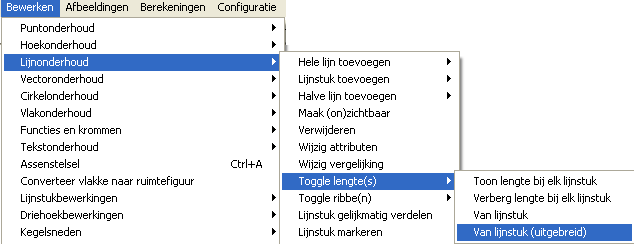 Bewerken Afbeeldingen Berekeningen Configuratie
Puntonderhoud
Hoekonderhoud
Lijnonderhoud
Vectoronderhoud
Cirkelonderhoud
Vlakonderhoud
Functies en krommen
Tekstonderhoud
Assenstelsel Ctrl+A
Converteer vlakke naar ruimtefiguur
Lijnstukbewerkingen
Driehoekbewerkingen
Kegelsneden
Hele lijn toevoegen
Lijnstuk toevoegen
Halve lijn toevoegen
Maak (on)zichtbaar
Verwijderen
Wijzig attributen
Wijzig vergelijking
Toggle lengte(s)
Toggle ribbe(n)
Lijnstuk gelijkmatig verdelen
Lijnstuk markeren
Toon lengte bij elk lijnstuk
Verberg lengte bij elk lijnstuk
Van lijnstuk
Van lijnstuk (uitgebreid)